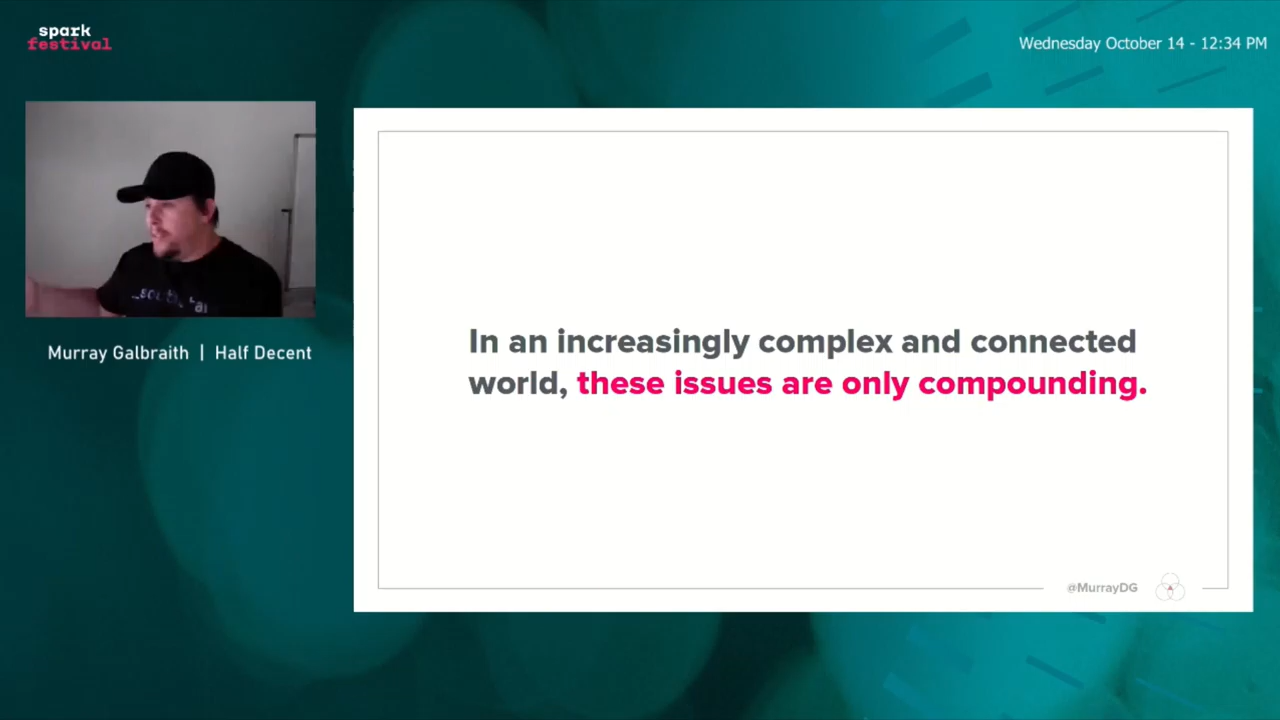 spark
festival
Wednesday October 14 - 12:34 PM
Murray Galbraith | Half Decent
In an increasingly complex and connected
world, these issues are only compounding.
@MurrayDG